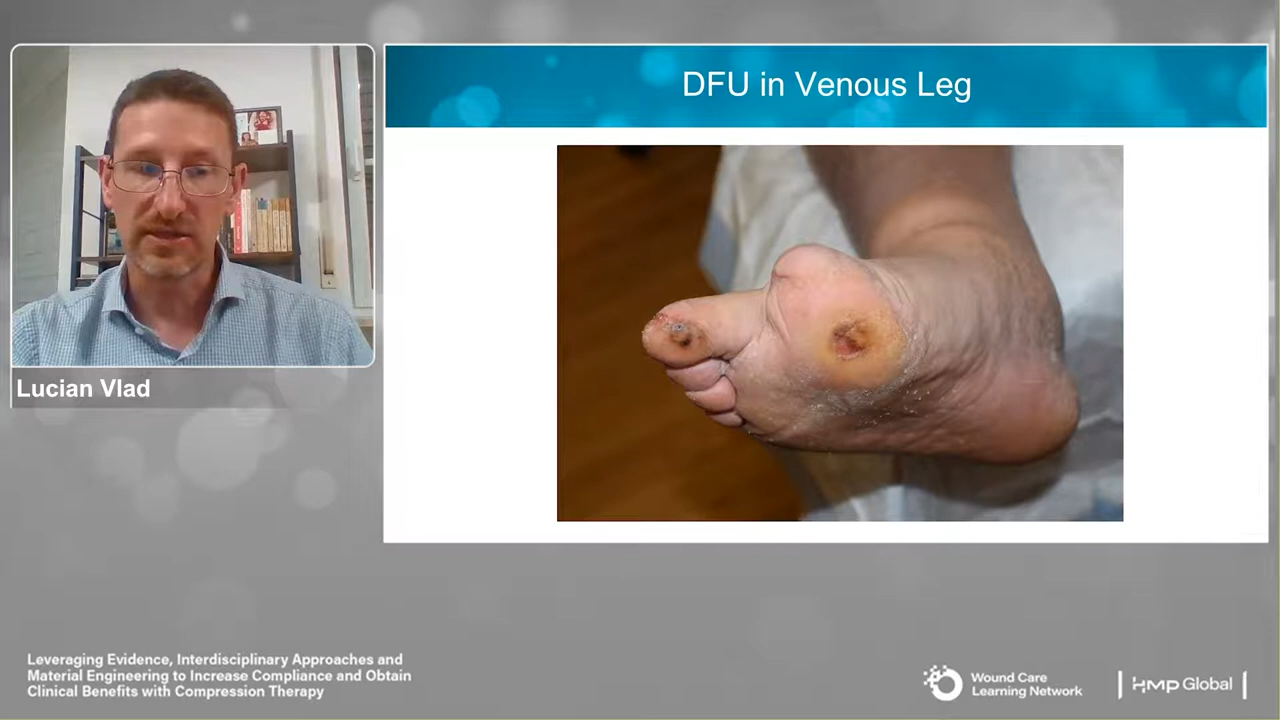 DFU in Venous Leg
Lucian Vlad
Leveraging Evidence, Interdisciplinary Approaches and
Material Engineering to Increase Compliance and Obtain
Clinical Benefits with Compression Therapy
Wound Care
Learning Network
HMP Global